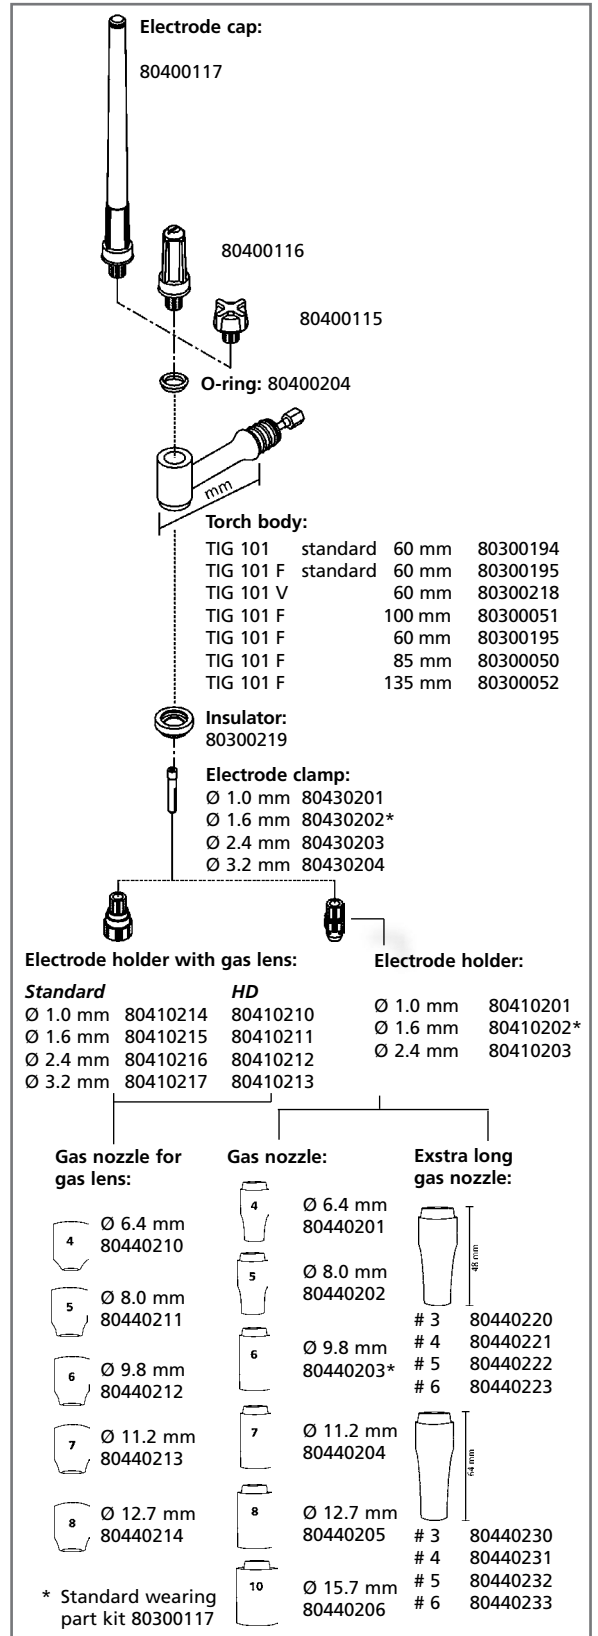 Electrode cap:
80400117
80400116
80400115
O-ring: 80400204
mm
Torch body:
TIG 101 standard 60 mm 80300194
TIG 101 F standard 60 mm 80300195
TIG 101 V 60 mm 80300218
TIG 101 F 100 mm 80300051
TIG 101 F 60 mm 80300195
TIG 101 F 85 mm 80300050
TIG 101 F 135 mm 80300052
Insulator:
80300219
Electrode clamp:
Ø 1.0 mm 80430201
Ø 1.6 mm 80430202*
Ø 2.4 mm 80430203
Ø 3.2 mm 80430204
Electrode holder with gas lens:
Standard HD
Ø 1.0 mm 80410214 80410210
Ø 1.6 mm 80410215 80410211
Ø 2.4 mm 80410216 80410212
Ø 3.2 mm 80410217 80410213
Electrode holder:
Ø 1.0 mm 80410201
Ø 1.6 mm 80410202*
Ø 2.4 mm 80410203
Gas nozzle for
gas lens:
4 Ø 6.4 mm
80440210
5 Ø 8.0 mm
80440211
6 Ø 9.8 mm
80440212
7 Ø 11.2 mm
80440213
8 Ø 12.7 mm
80440214
* Standard wearing
part kit 80300117
Gas nozzle:
4 Ø 6.4 mm
80440201
5 Ø 8.0 mm
80440202
6 Ø 9.8 mm
80440203*
7 Ø 11.2 mm
80440204
8 Ø 12.7 mm
80440205
10 Ø 15.7 mm
80440206
Exstra long
gas nozzle:
48 mm
# 3 80440220
# 4 80440221
# 5 80440222
# 6 80440223
64 mm
# 3 80440230
# 4 80440231
# 5 80440232
# 6 80440233